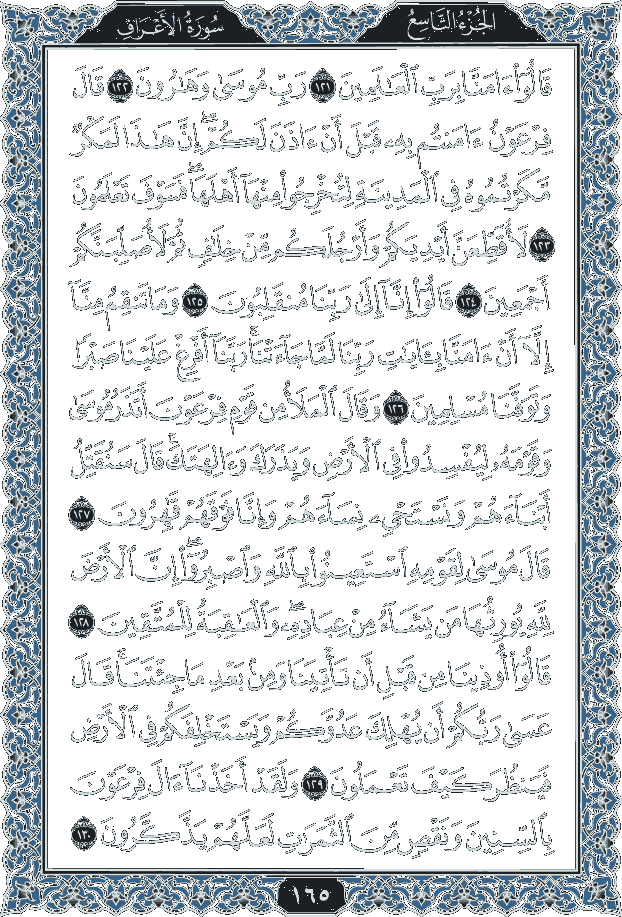 الجزء التاسع
سورة الأعراف
قَالُوٓا۟ ءَامَنَّا بِرَبِّ ٱلْعَـٰلَمِينَ ١٢١ رَبِّ مُوسَىٰ وَهَـٰرُونَ ١٢٢ قَالَ
فِرْعَوْنُ ءَامَنتُم بِهِۦ قَبْلَ أَنْ ءَاذَنَ لَكُمْ ۖ إِنَّ هَـٰذَا لَمَكْرٌ
مَّكَرْتُمُوهُ فِى ٱلْمَدِينَةِ لِتُخْرِجُوا۟ مِنْهَآ أَهْلَهَا ۖ فَسَوْفَ تَعْلَمُونَ
١٢٣ لَأُقَطِّعَنَّ أَيْدِيَكُمْ وَأَرْجُلَكُم مِّنْ خِلَـٰفٍ ثُمَّ لَأُصَلِّبَنَّكُمْ
أَجْمَعِينَ ١٢٤ قَالُوٓا۟ إِنَّآ إِلَىٰ رَبِّنَا مُنقَلِبُونَ ١٢٥ وَمَا تَنقِمُ مِنَّآ
إِلَّآ أَنْ ءَامَنَّا بِـَٔايَـٰتِ رَبِّنَا لَمَّا جَآءَتْنَا ۚ رَبَّنَآ أَفْرِغْ عَلَيْنَا صَبْرًا
وَتَوَفَّنَا مُسْلِمِينَ ١٢٦ وَقَالَ ٱلْمَلَأُ مِن قَوْمِ فِرْعَوْنَ أَتَذَرُ مُوسَىٰ
وَقَوْمَهُۥ لِيُفْسِدُوا۟ فِى ٱلْأَرْضِ وَيَذَرَكَ وَءَالِهَتَكَ ۚ قَالَ سَنُقَتِّلُ
أَبْنَآءَهُمْ وَنَسْتَحْىِۦ نِسَآءَهُمْ وَإِنَّا فَوْقَهُمْ قَـٰهِرُونَ ١٢٧
قَالَ مُوسَىٰ لِقَوْمِهِ ٱسْتَعِينُوا۟ بِٱللَّهِ وَٱصْبِرُوٓا۟ ۖ إِنَّ ٱلْأَرْضَ
لِلَّهِ يُورِثُهَا مَن يَشَآءُ مِنْ عِبَادِهِۦ ۖ وَٱلْعَـٰقِبَةُ لِلْمُتَّقِينَ ١٢٨
قَالُوٓا۟ أُوذِينَا مِن قَبْلِ أَن تَأْتِيَنَا وَمِنۢ بَعْدِ مَا جِئْتَنَا ۚ قَالَ
عَسَىٰ رَبُّكُمْ أَن يُهْلِكَ عَدُوَّكُمْ وَيَسْتَخْلِفَكُمْ فِى ٱلْأَرْضِ
فَيَنظُرَ كَيْفَ تَعْمَلُونَ ١٢٩ وَلَقَدْ أَخَذْنَآ ءَالَ فِرْعَوْنَ
بِٱلسِّنِينَ وَنَقْصٍ مِّنَ ٱلثَّمَرَٰتِ لَعَلَّهُمْ يَذَّكَّرُونَ ١٣٠
١٦٥